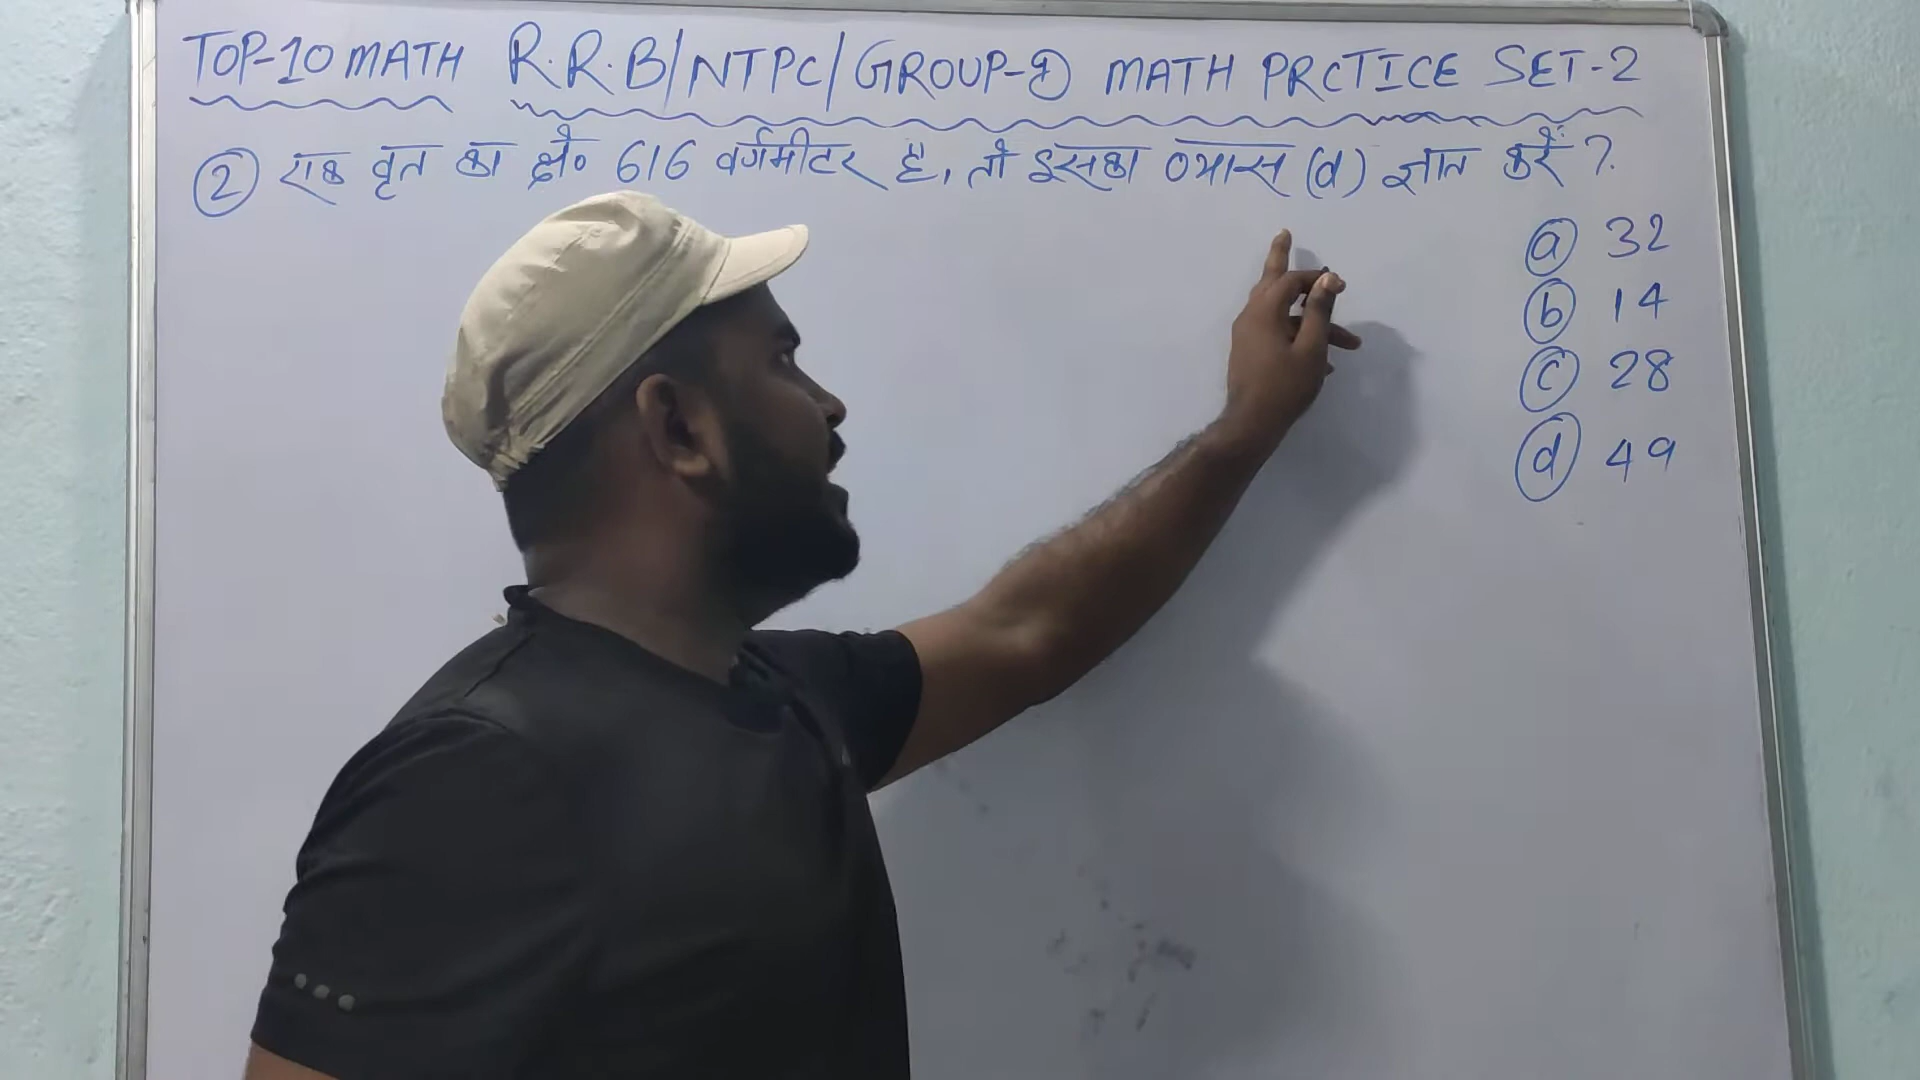 TOP-10 MATH R.R.B/NTPC/GROUP-D MATH PRCTICE SET-2
② एक वृत का क्षे० 616 वर्गमीटर है, तो इसका व्यास (d) ज्ञात करें ?
ⓐ 32
ⓑ 14
ⓒ 28
ⓓ 49